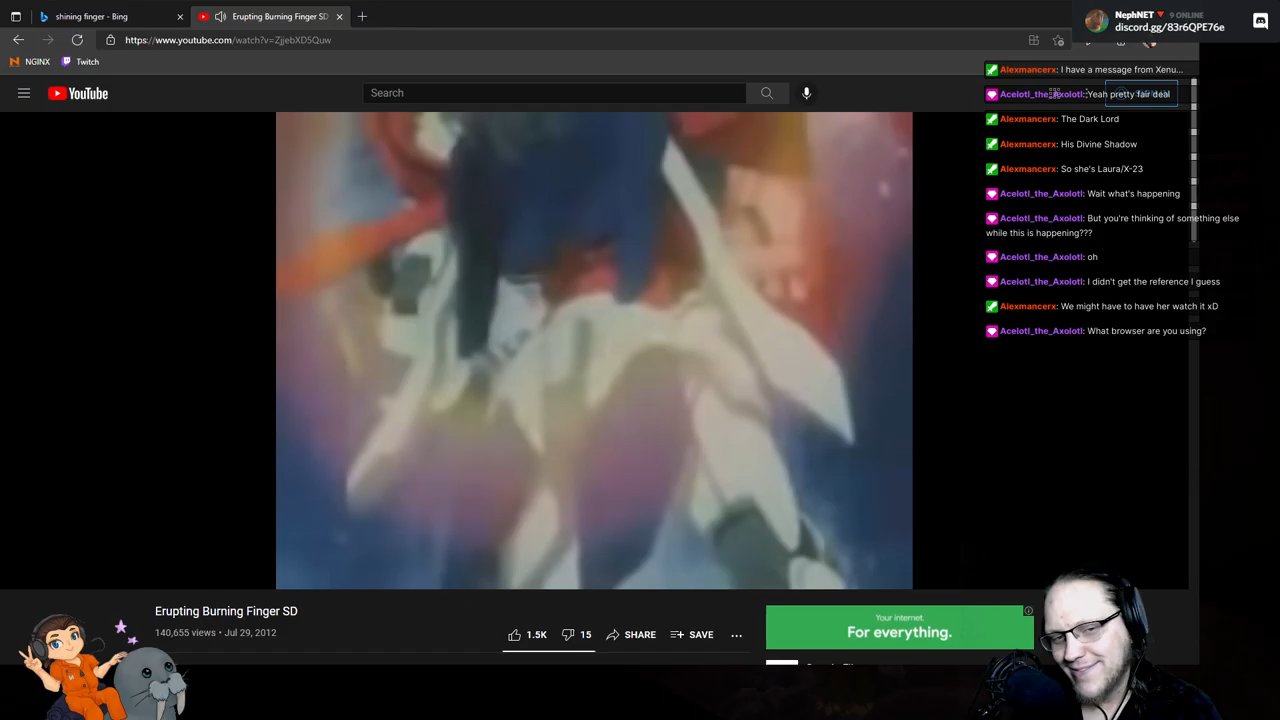 shining finger - Bing
Erupting Burning Finger SD
NephNET 9 ONLINE
discord.gg/83r6QPE76e
https://www.youtube.com/watch?v=ZjjebXD5Quw
NGINX
Twitch
YouTube
Search
Alexmancerx: I have a message from Xenu...
Acelotl_the_Axolotl: Yeah pretty fair deal
Alexmancerx: The Dark Lord
Alexmancerx: His Divine Shadow
Alexmancerx: So she's Laura/X-23
Acelotl_the_Axolotl: Wait what's happening
Acelotl_the_Axolotl: But you're thinking of something else
while this is happening???
Acelotl_the_Axolotl: oh
Acelotl_the_Axolotl: I didn't get the reference I guess
Alexmancerx: We might have to have her watch it xD
Acelotl_the_Axolotl: What browser are you using?
Erupting Burning Finger SD
140,655 views • Jul 29, 2012
1.5K
15
SHARE
SAVE
Your internet.
For everything.